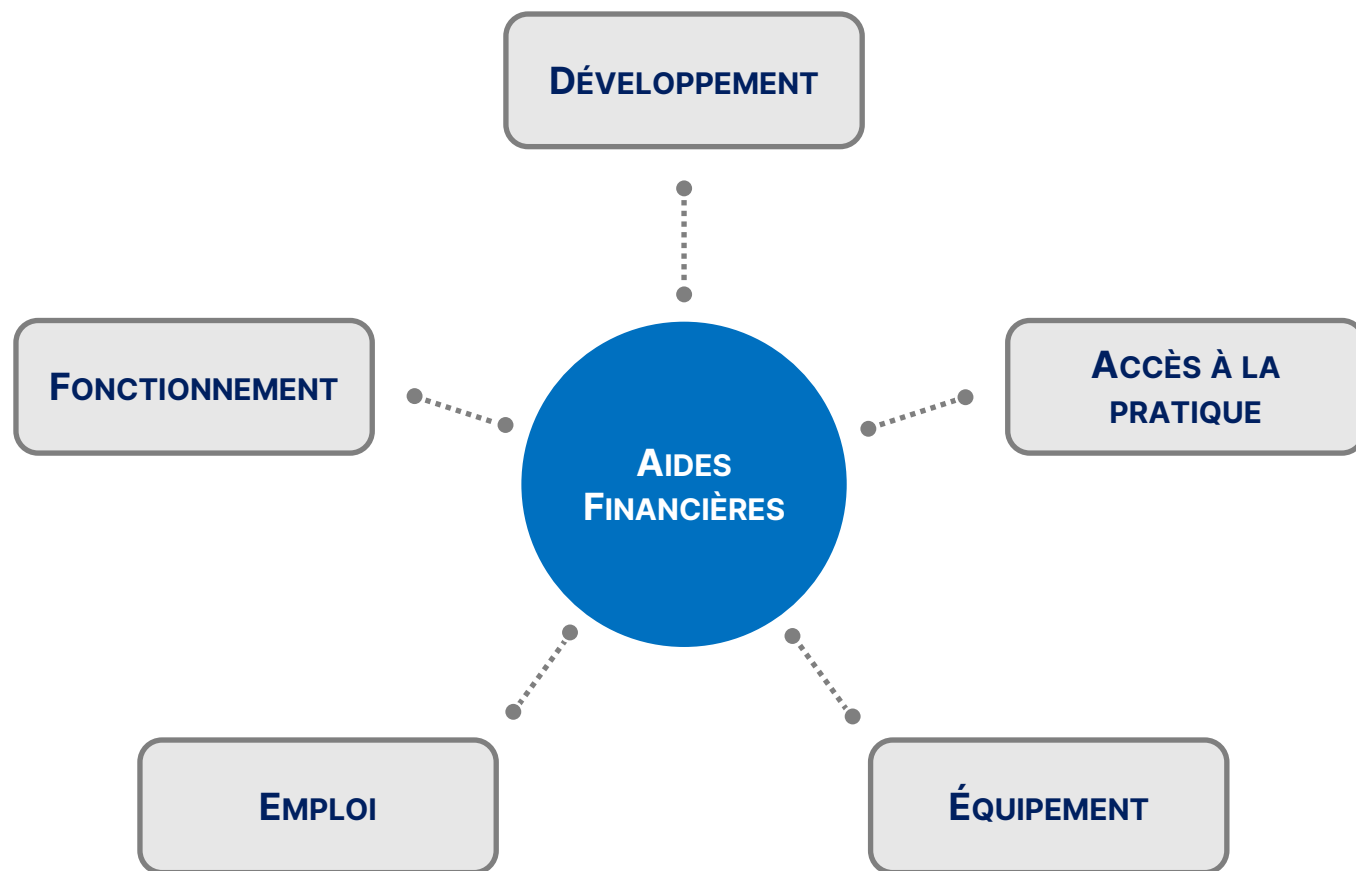 DÉVELOPPEMENT
FONCTIONNEMENT
ACCÈS À LA
PRATIQUE
AIDES
FINANCIÈRES
EMPLOI
ÉQUIPEMENT